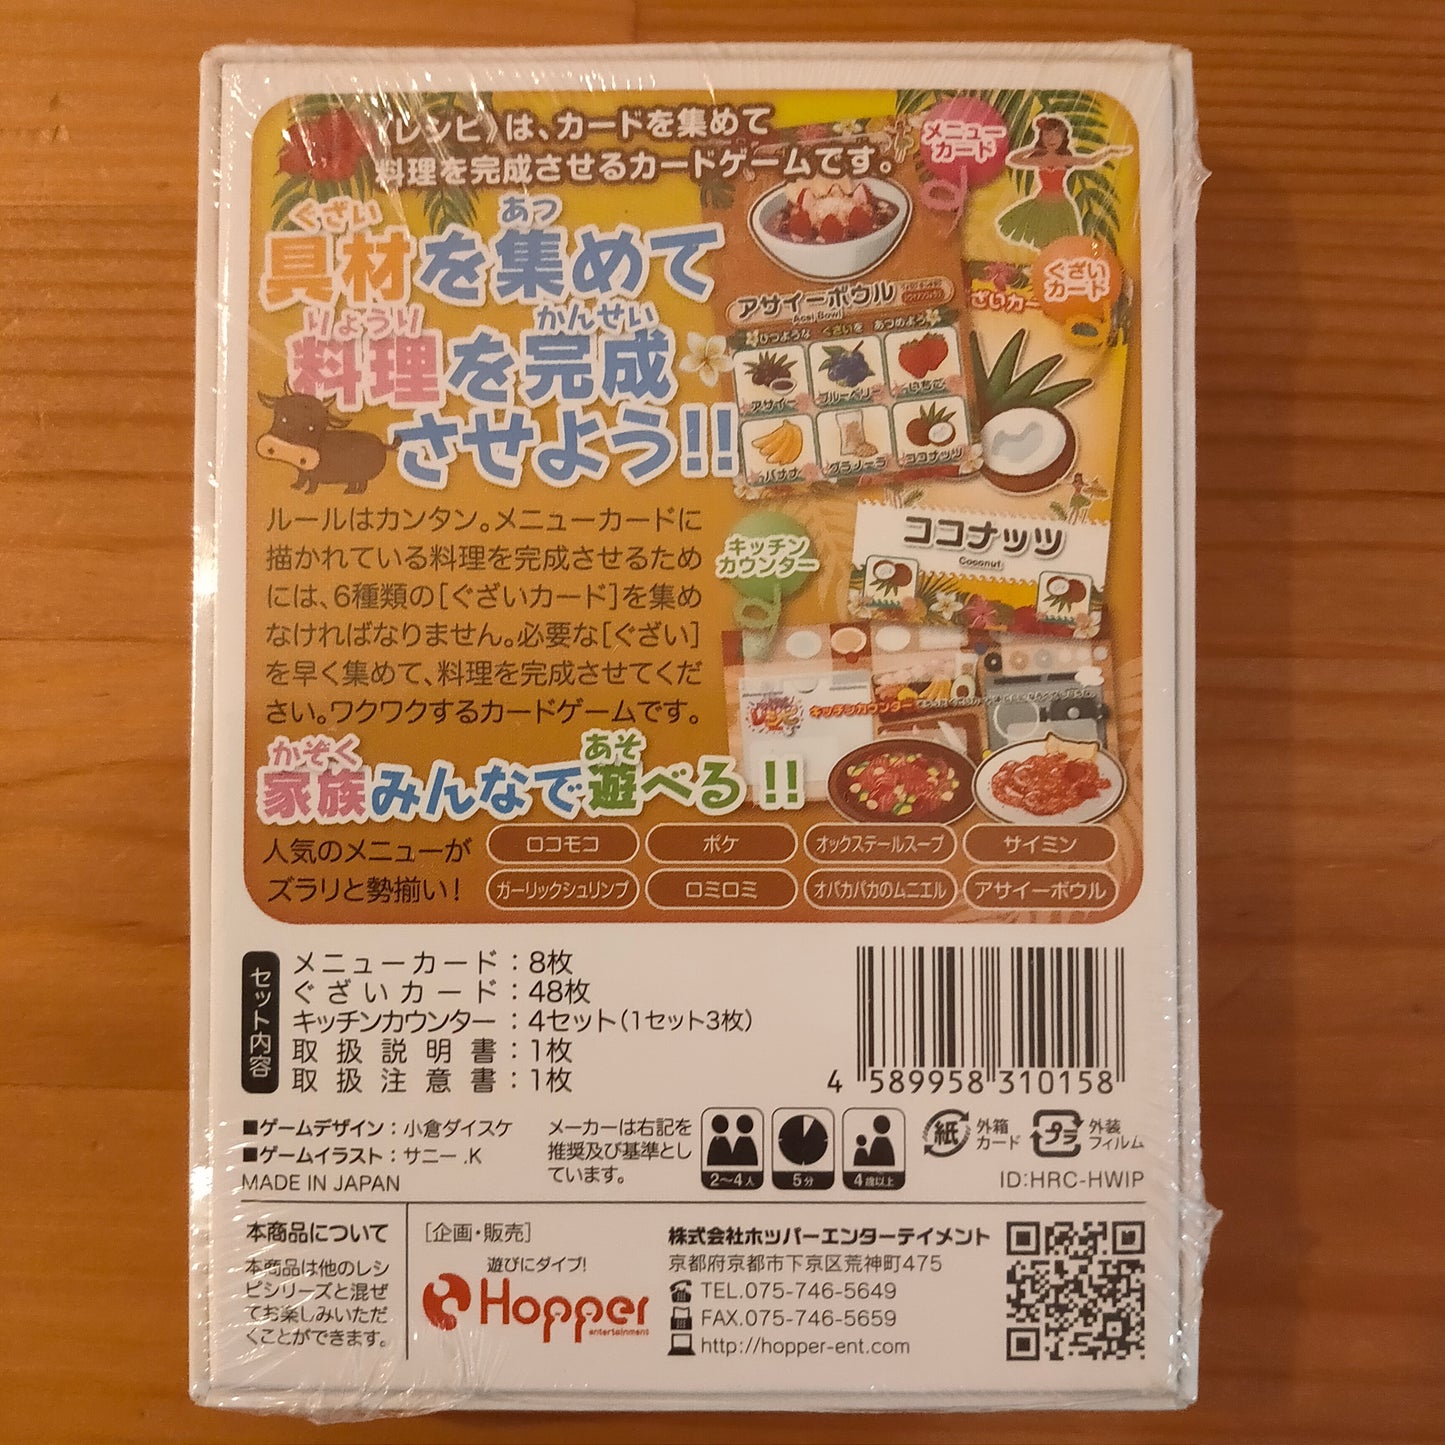 〈レシピ〉は、カードを集めて
料理を完成させるカードゲームです。
ぐざい あつ
具材を集めて
りょうり かんせい
料理を完成
させよう!!
メニュー
カード
ぐざい
カード
アサイーボウル
Acai Bowl
ひつような ぐざいを あつめよう
アサイー
ブルーベリー
いちご
バナナ
グラノーラ
ココナッツ
ココナッツ
Coconut
キッチン
カウンター
レシピ
キッチンカウンター
ルールはカンタン。メニューカードに
描かれている料理を完成させるため
には、6種類の[ぐざいカード]を集め
なければなりません。必要な[ぐざい]
を早く集めて、料理を完成させてくだ
さい。ワクワクするカードゲームです。
かぞく あそ
家族みんなで遊べる!!
人気のメニューが
ズラリと勢揃い!
ロコモコ
ポケ
オックステールスープ
サイミン
ガーリックシュリンプ
ロミロミ
オパカパカのムニエル
アサイーボウル
セット内容
メニューカード:8枚
ぐざいカード:48枚
キッチンカウンター:4セット(1セット3枚)
取扱説明書:1枚
取扱注意書:1枚
4 589958 310158
■ゲームデザイン:小倉ダイスケ
■ゲームイラスト:サニー.K
MADE IN JAPAN
メーカーは右記を
推奨及び基準とし
ています。
2〜4人
5分
4歳以上
紙
外箱
カード
プラ
外装
フィルム
ID:HRC-HWIP
本商品について
本商品は他のレシ
ピシリーズと混ぜ
てお楽しみいただ
くことができます。
[企画・販売]
遊びにダイブ!
Hopper
entertainment
株式会社ホッパーエンターテイメント
京都府京都市下京区荒神町475
TEL.075-746-5649
FAX.075-746-5659
http://hopper-ent.com